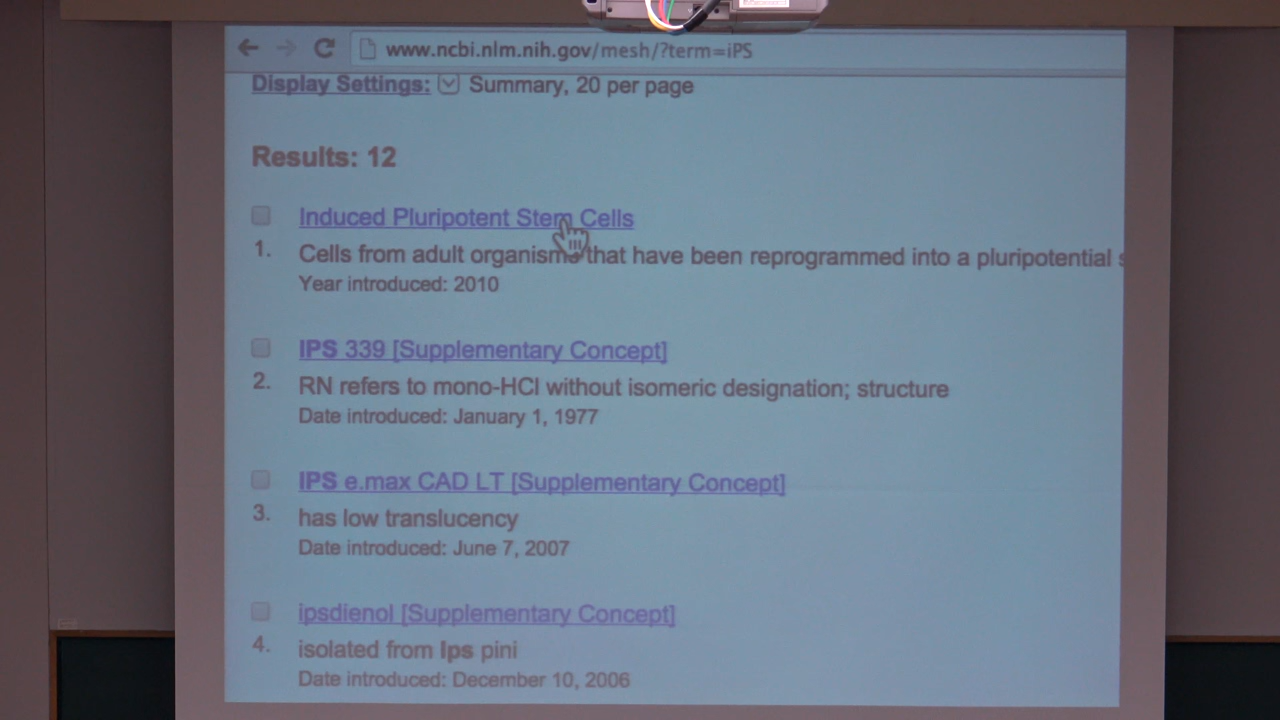 www.ncbi.nlm.nih.gov/mesh/?term=iPS
Display Settings: Summary, 20 per page
Results: 12
Induced Pluripotent Stem Cells
1. Cells from adult organisms that have been reprogrammed into a pluripotential s
Year introduced: 2010
IPS 339 [Supplementary Concept]
2. RN refers to mono-HCl without isomeric designation; structure
Date introduced: January 1, 1977
IPS e.max CAD LT [Supplementary Concept]
3. has low translucency
Date introduced: June 7, 2007
ipsdienol [Supplementary Concept]
4. isolated from Ips pini
Date introduced: December 10, 2006